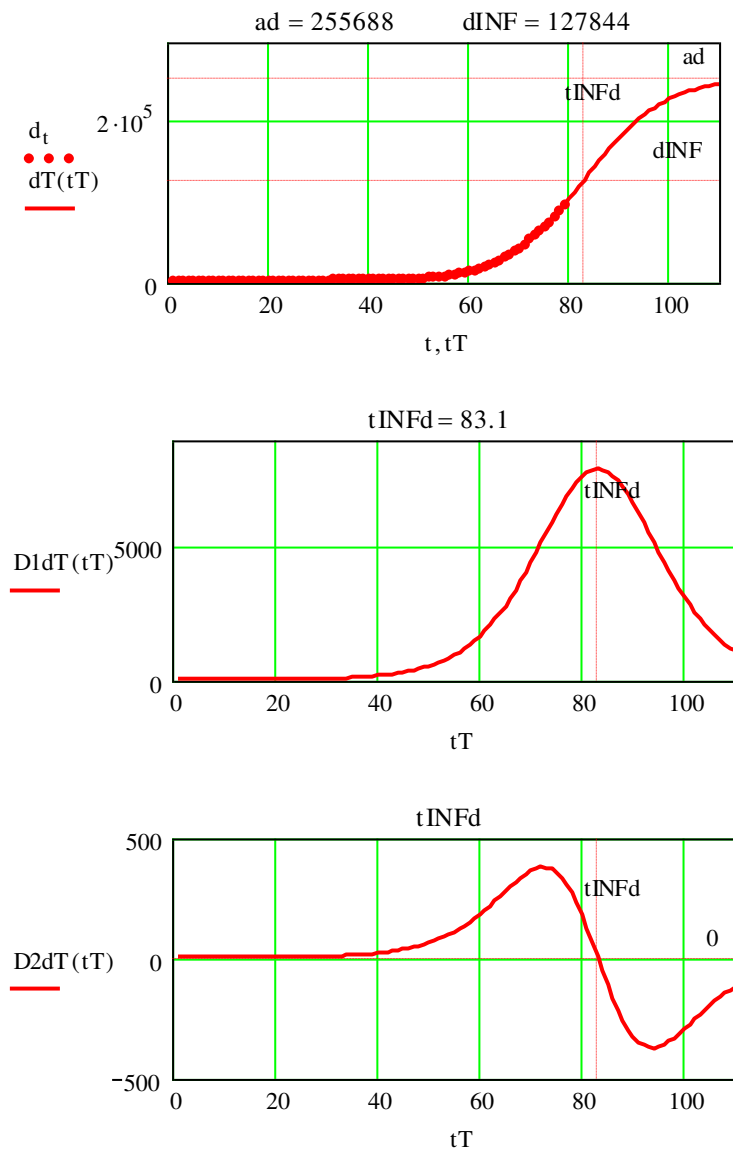 ad = 255688 dINF = 127844
ad
tINFd
2·10⁵
d_t
dINF
dT(tT)
0
0 20 40 60 80 100
t, tT
tINFd = 83.1
tINFd
5000
D1dT(tT)
0
0 20 40 60 80 100
tT
tINFd
500
tINFd
0
0
D2dT(tT)
−500
0 20 40 60 80 100
tT